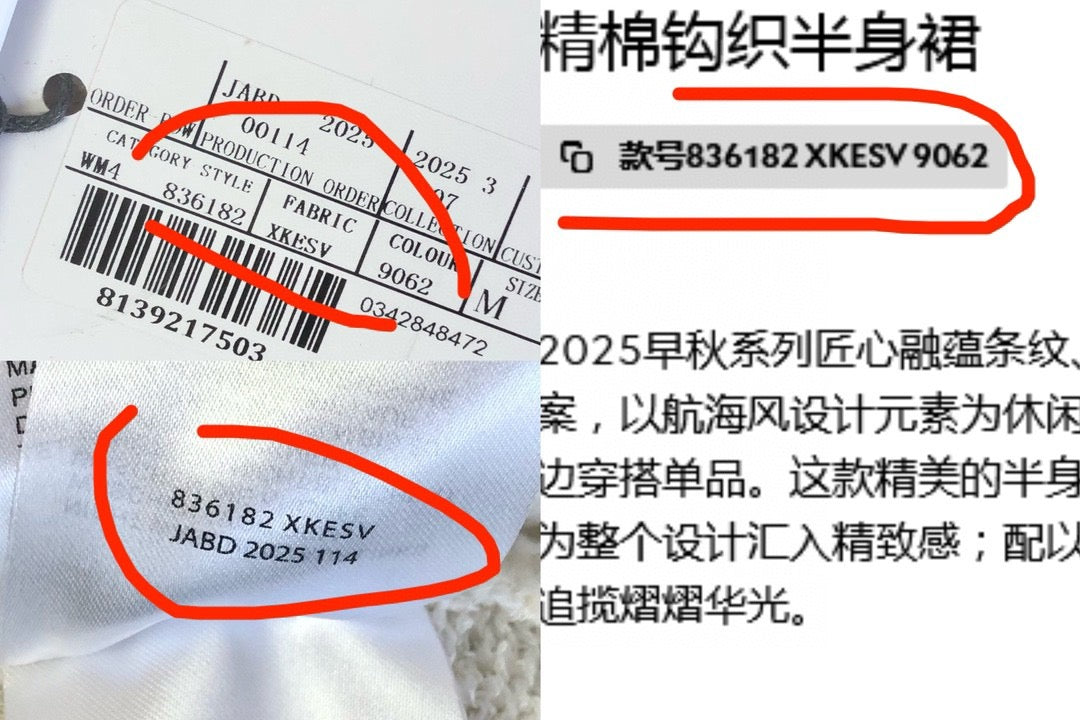 JABD 2025
00114
2025 3
07
ORDER ROW
PRODUCTION ORDER
COLLECTION
CUST
CATEGORY STYLE
WM4 836182
FABRIC
XKESV
COLOUR
9062
SIZE
M
8139217503
0342848472
836182 XKESV
JABD 2025 114
精棉钩织半身裙
款号836182 XKESV 9062
2025早秋系列匠心融蕴条纹、
案，以航海风设计元素为休闲
边穿搭单品。这款精美的半身
为整个设计汇入精致感；配以
追揽熠熠华光。